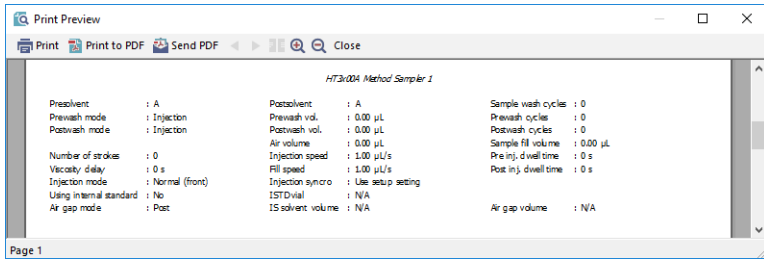 Print Preview
Print Print to PDF Send PDF Close
HT3x00A Method Sampler 1
Presolvent : A Postsolvent : A Sample wash cycles : 0
Prewash mode : Injection Prewash vol. : 0.00 µL Prewash cycles : 0
Postwash mode : Injection Postwash vol. : 0.00 µL Postwash cycles : 0
Air volume : 0.00 µL Sample fill volume : 0.00 µL
Number of strokes : 0 Injection speed : 1.00 µL/s Pre inj. dwell time : 0 s
Viscosity delay : 0 s Fill speed : 1.00 µL/s Post inj. dwell time : 0 s
Injection mode : Normal (front) Injection syncro : Use setup setting
Using internal standard : No ISTD vial : N/A
Air gap mode : Post IS solvent volume : N/A Air gap volume : N/A
Page 1